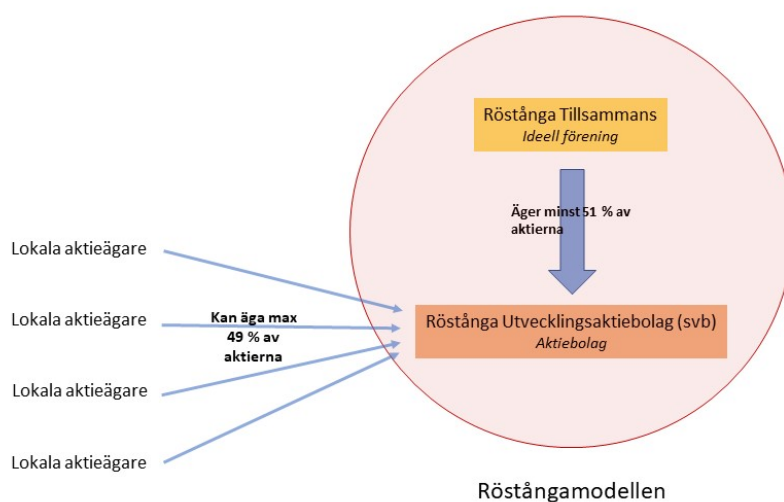 Röstånga Tillsammans
Ideell förening
Äger minst 51 % av
aktierna
Lokala aktieägare
Lokala aktieägare
Kan äga max
49 % av
aktierna
Röstånga Utvecklingsaktiebolag (svb)
Aktiebolag
Lokala aktieägare
Lokala aktieägare
Röstångamodellen